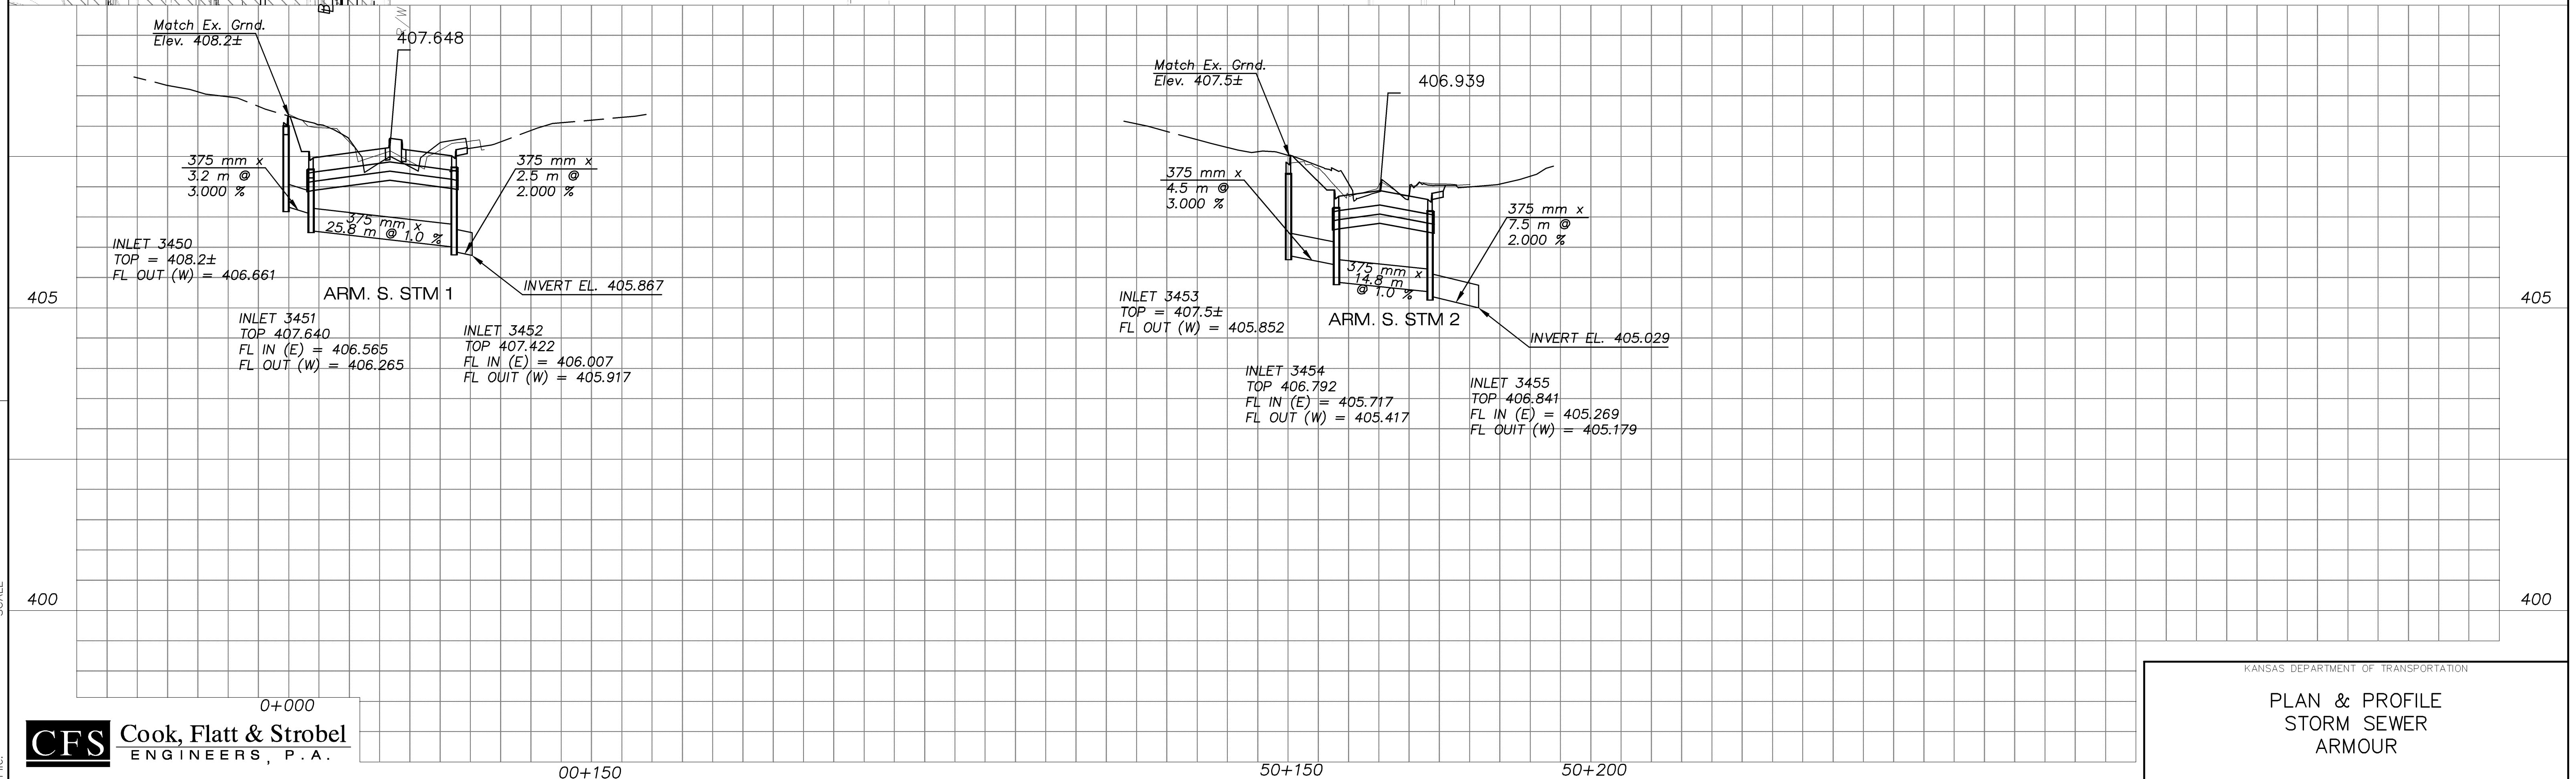 Match Ex. Grnd.
Elev. 408.2±
407.648
375 mm x
3.2 m @
3.000 %
375 mm x
2.5 m @
2.000 %
375 mm x
25.8 m @ 1.0 %
INLET 3450
TOP = 408.2±
FL OUT (W) = 406.661
ARM. S. STM 1
INVERT EL. 405.867
INLET 3451
TOP 407.640
FL IN (E) = 406.565
FL OUT (W) = 406.265
INLET 3452
TOP 407.422
FL IN (E) = 406.007
FL OUIT (W) = 405.917
Match Ex. Grnd.
Elev. 407.5±
406.939
375 mm x
4.5 m @
3.000 %
375 mm x
7.5 m @
2.000 %
375 mm x
14.8 m
@ 1.0 %
INLET 3453
TOP = 407.5±
FL OUT (W) = 405.852
ARM. S. STM 2
INVERT EL. 405.029
INLET 3454
TOP 406.792
FL IN (E) = 405.717
FL OUT (W) = 405.417
INLET 3455
TOP 406.841
FL IN (E) = 405.269
FL OUIT (W) = 405.179
405
405
400
400
0+000
00+150
50+150
50+200
CFS
Cook, Flatt & Strobel
ENGINEERS, P.A.
KANSAS DEPARTMENT OF TRANSPORTATION
PLAN & PROFILE
STORM SEWER
ARMOUR